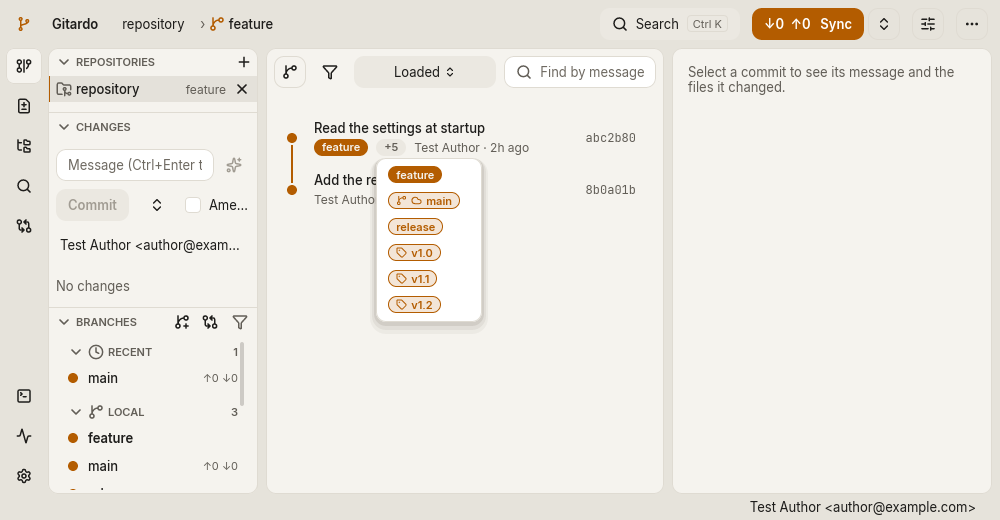 Gitardo repository › feature Search Ctrl K ↓0 ↑0 Sync
REPOSITORIES
repository feature
CHANGES
Message (Ctrl+Enter t
Commit Ame...
Test Author <author@exam...
No changes
BRANCHES
RECENT 1
main ↑0 ↓0
LOCAL 3
feature
main ↑0 ↓0
Loaded Find by message
Read the settings at startup abc2b80
feature +5 Test Author · 2h ago
Add the re 8b0a01b
Test Autho
feature
main
release
v1.0
v1.1
v1.2
Select a commit to see its message and the
files it changed.
Test Author <author@example.com>